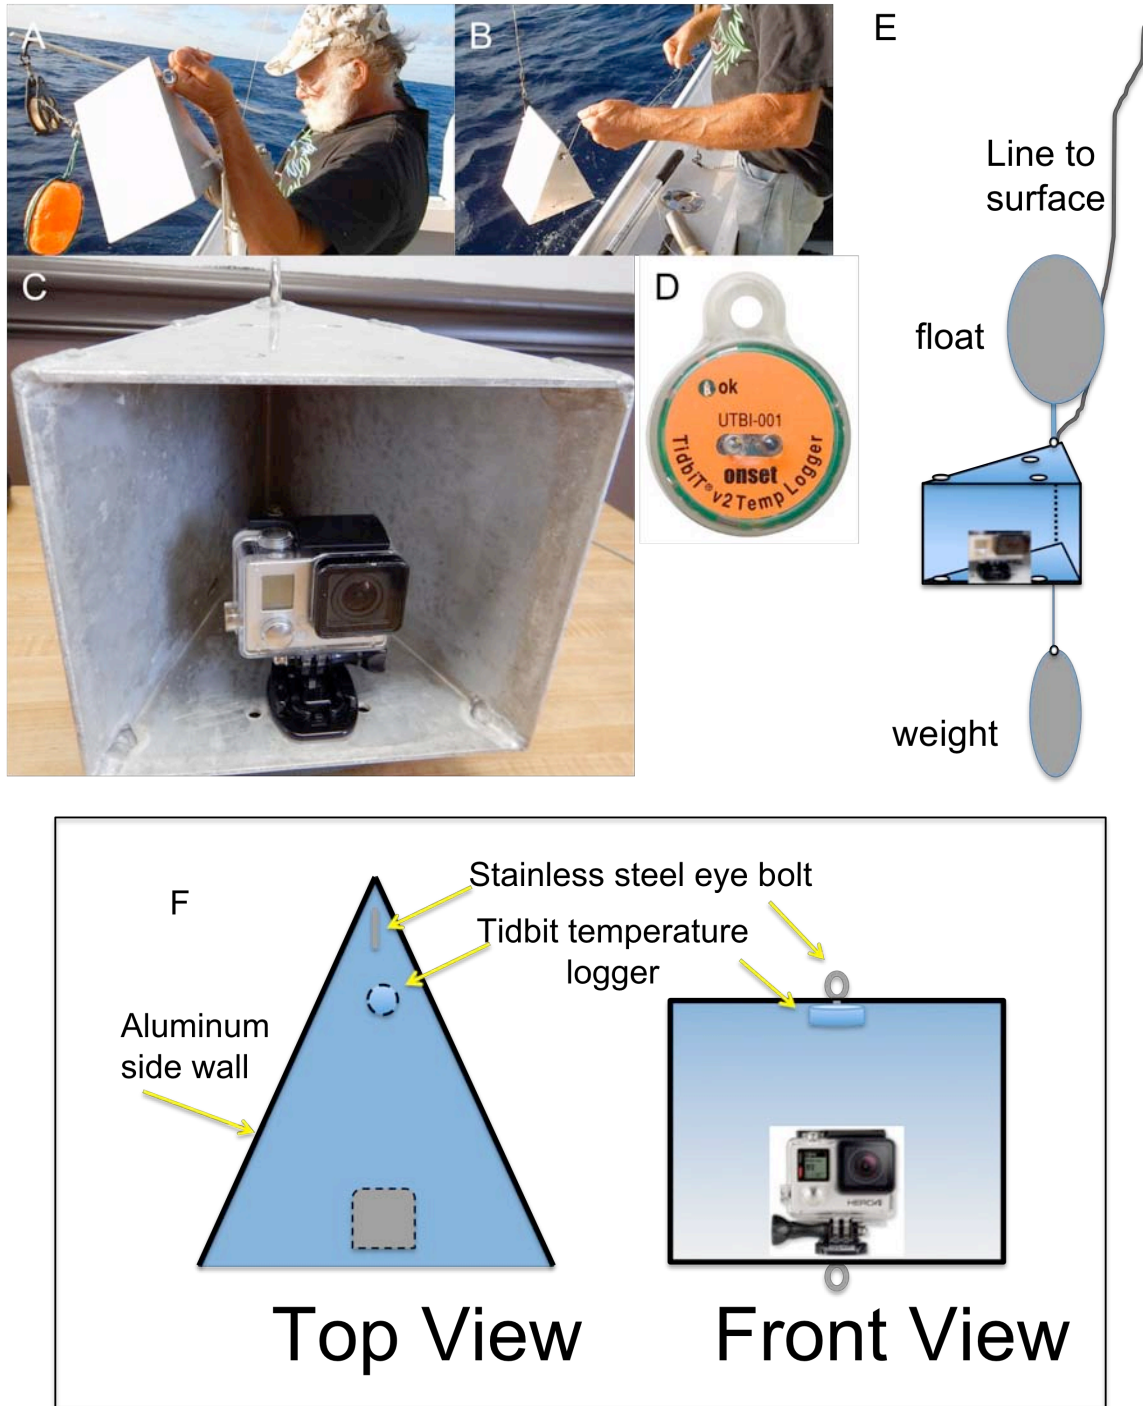 A
B
E
Line to
surface
C
D
ok
UTBI-001
onset
TidbiT® v2 Temp Logger
float
weight
F
Stainless steel eye bolt
Tidbit temperature
logger
Aluminum
side wall
HERO4
Top View
Front View